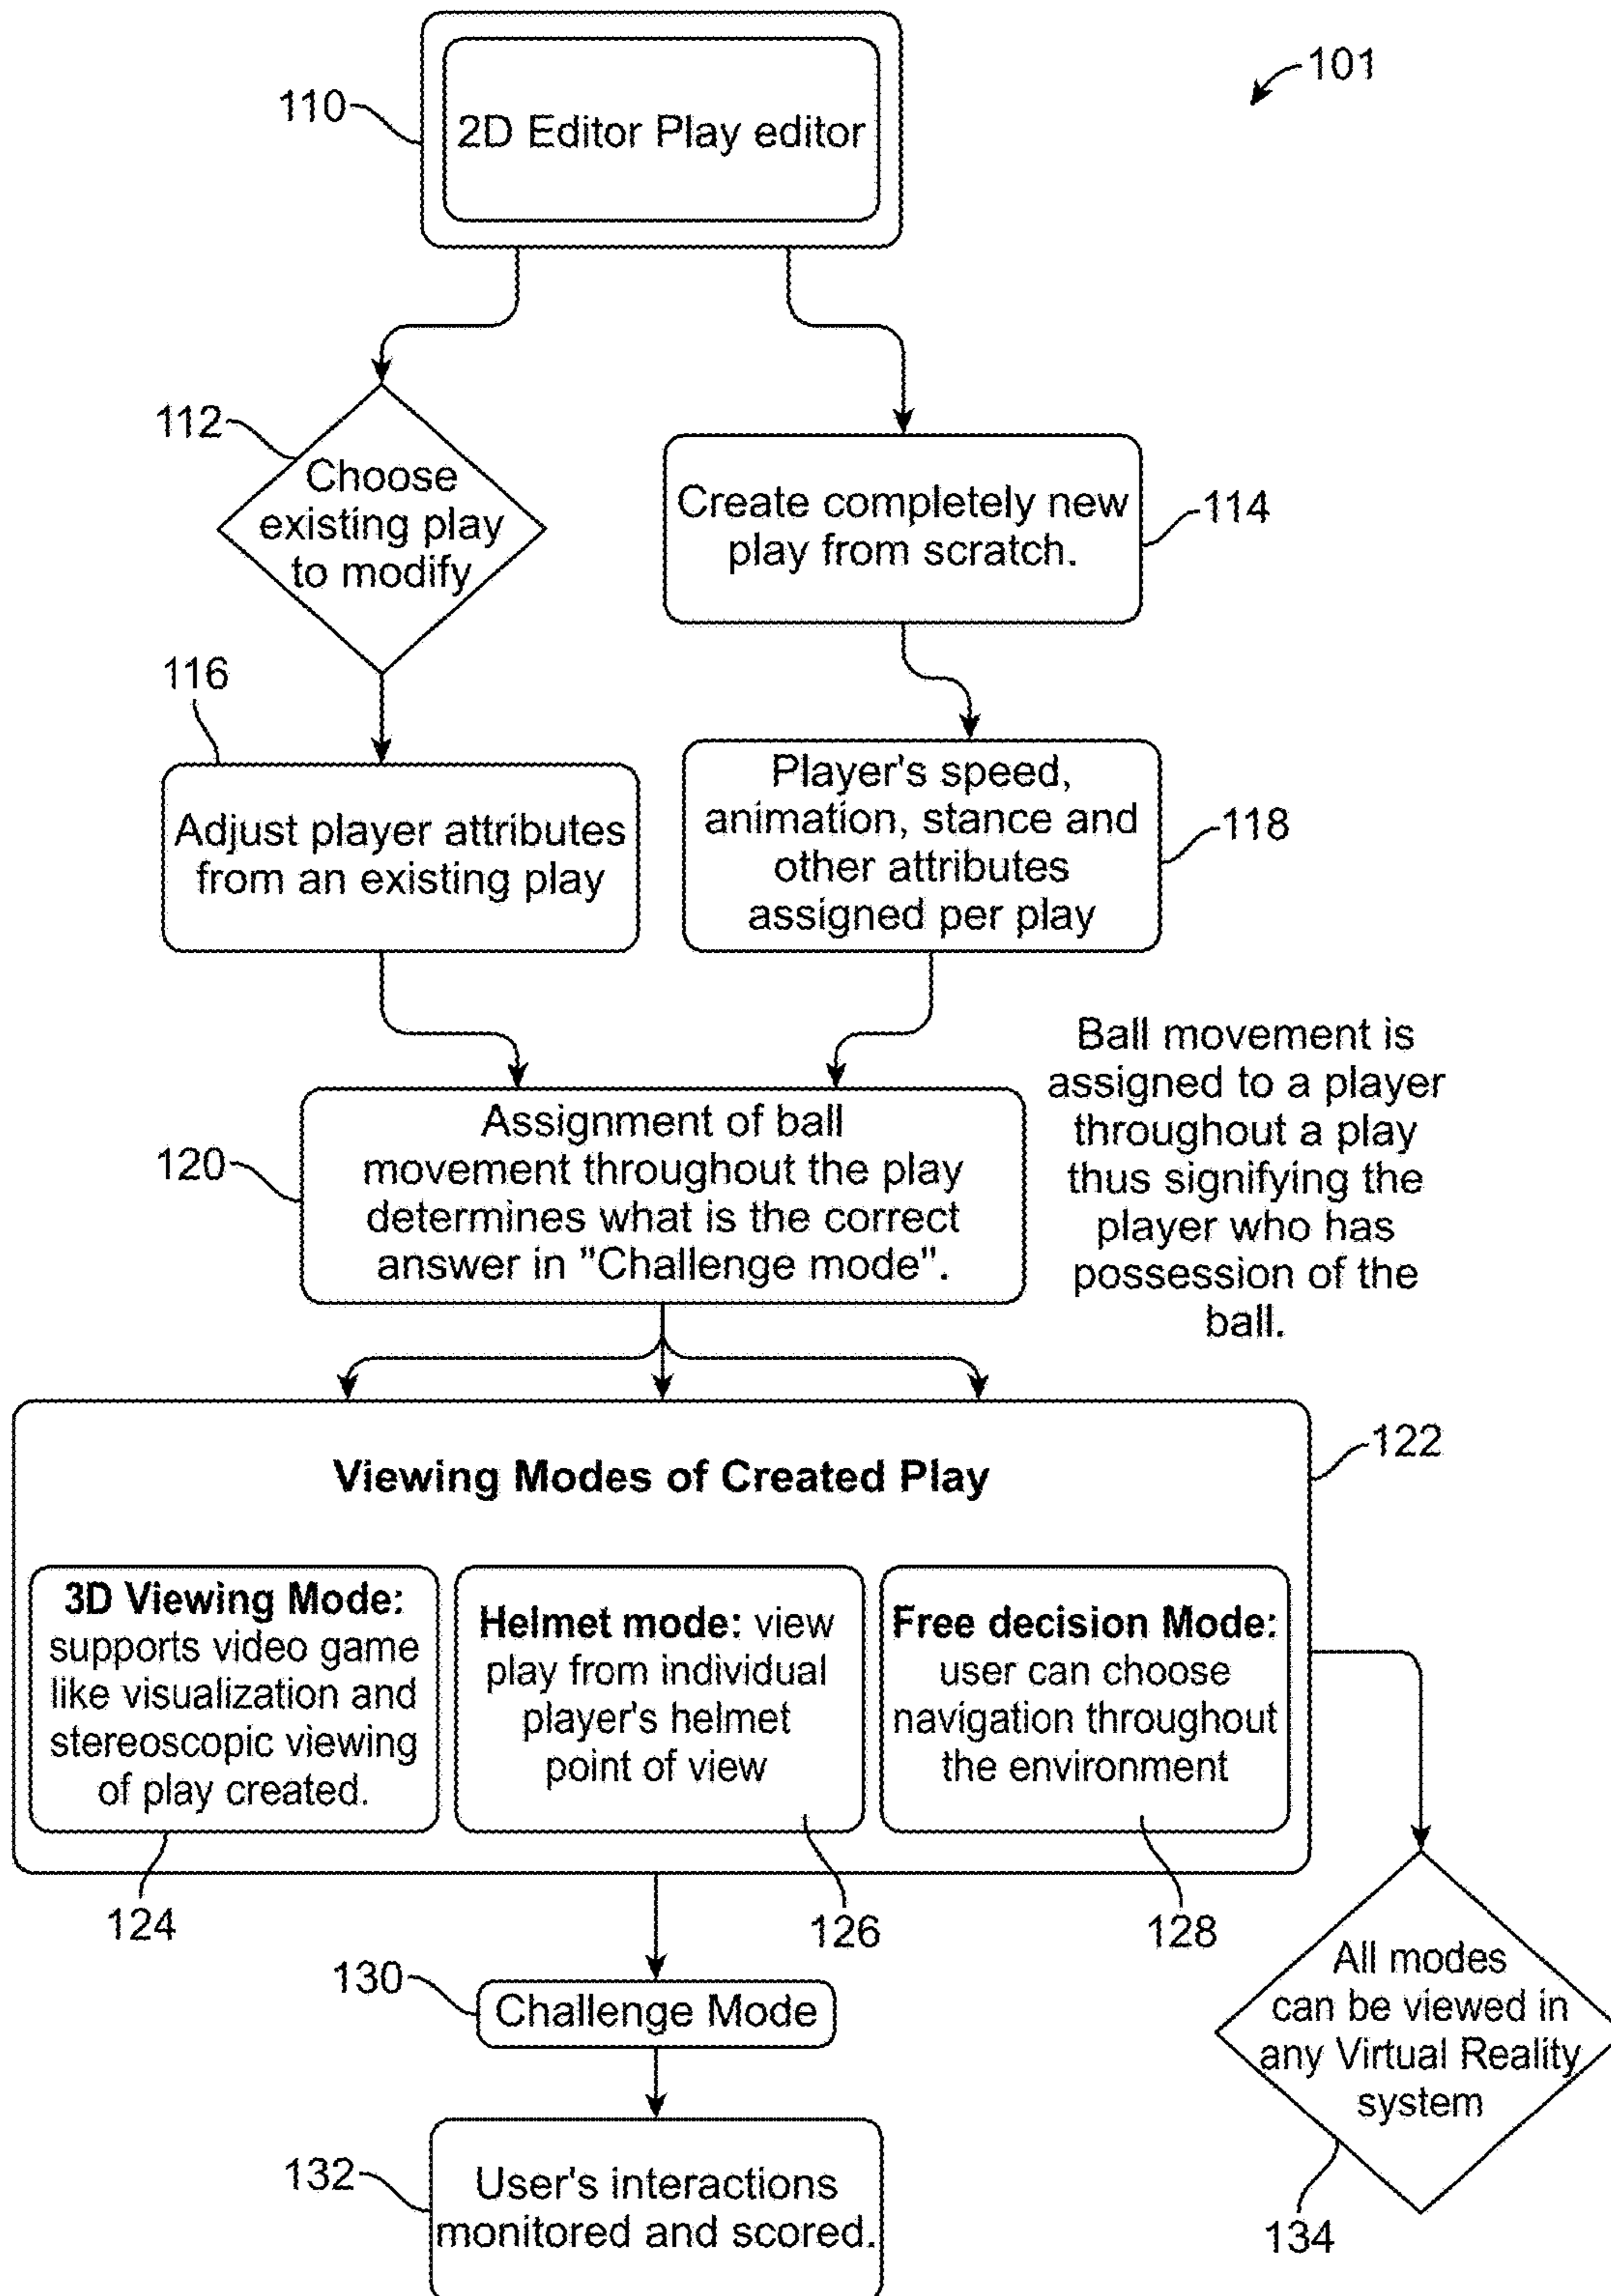 101
110
2D Editor Play editor
112
Choose
existing play
to modify
Create completely new
play from scratch.
114
116
Adjust player attributes
from an existing play
Player's speed,
animation, stance and
other attributes
assigned per play
118
120
Assignment of ball
movement throughout the play
determines what is the correct
answer in "Challenge mode".
Ball movement is
assigned to a player
throughout a play
thus signifying the
player who has
possession of the
ball.
122
Viewing Modes of Created Play
3D Viewing Mode:
supports video game
like visualization and
stereoscopic viewing
of play created.
Helmet mode: view
play from individual
player's helmet
point of view
Free decision Mode:
user can choose
navigation throughout
the environment
124
126
128
130
Challenge Mode
All modes
can be viewed in
any Virtual Reality
system
132
User's interactions
monitored and scored.
134